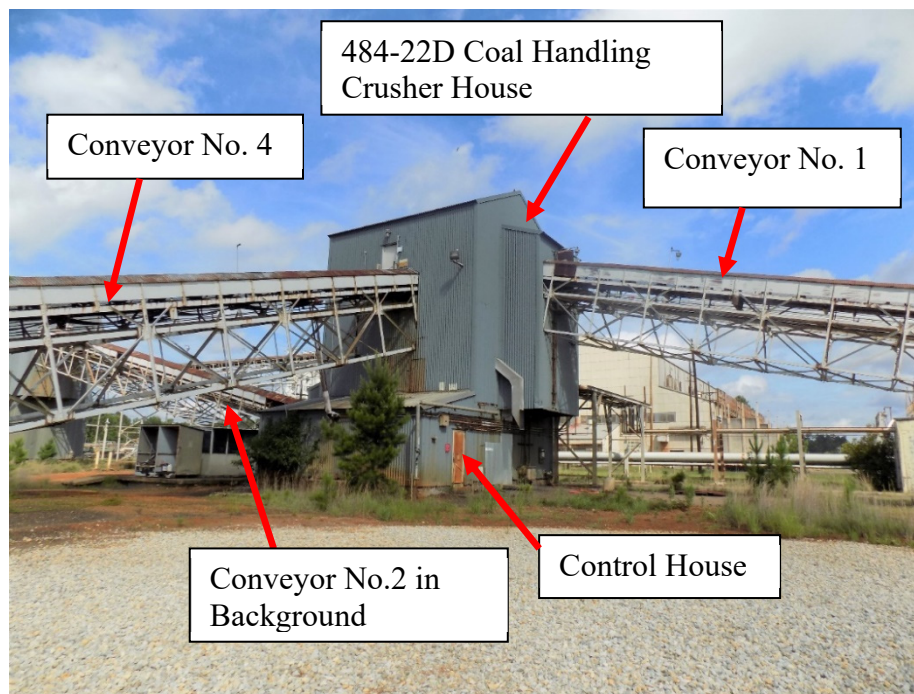 484-22D Coal Handling
Crusher House
Conveyor No. 4
Conveyor No. 1
Conveyor No.2 in
Background
Control House